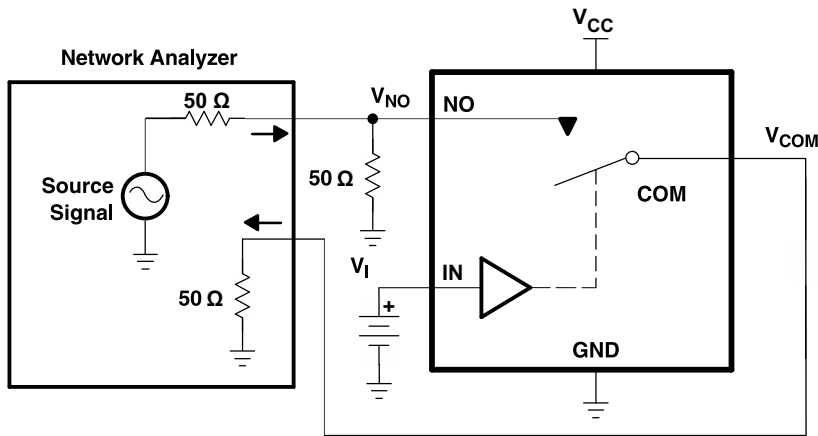 V_CC
Network Analyzer
50 Ω
V_NO
NO
V_COM
50 Ω
Source
Signal
COM
V_I
IN
+
50 Ω
GND